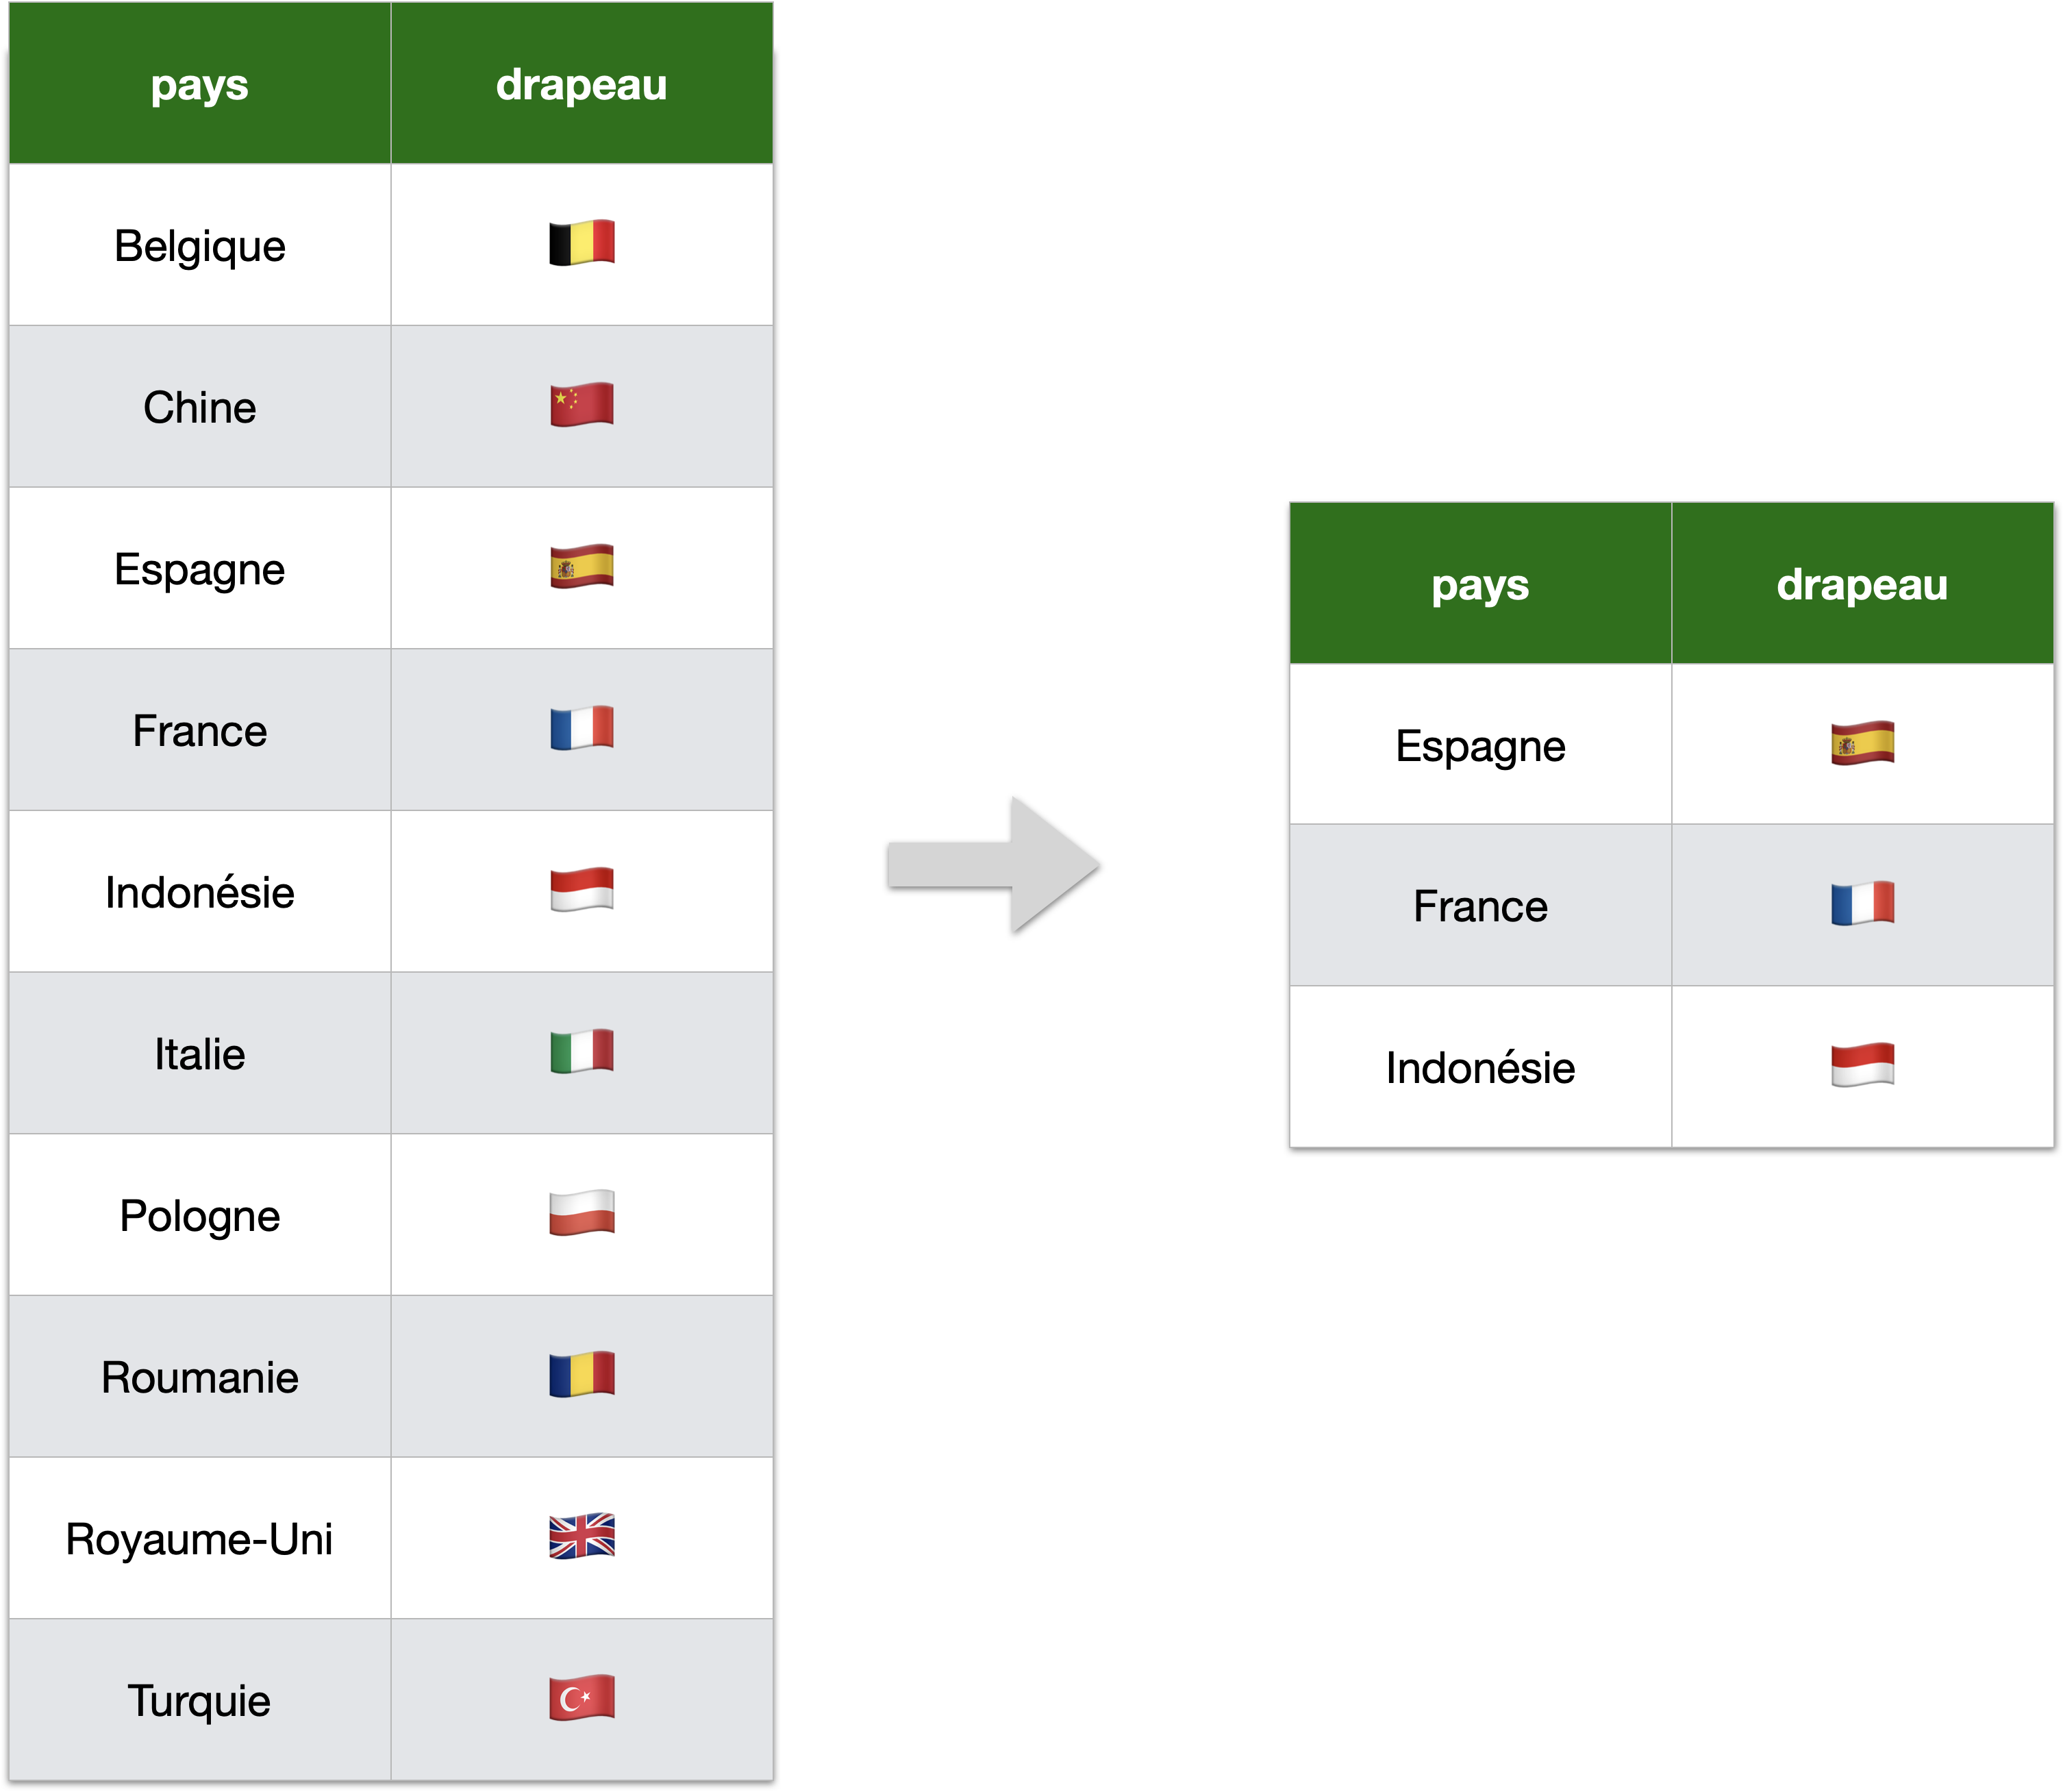 pays drapeau
Belgique
Chine
Espagne
France
Indonésie
Italie
Pologne
Roumanie
Royaume-Uni
Turquie
pays drapeau
Espagne
France
Indonésie